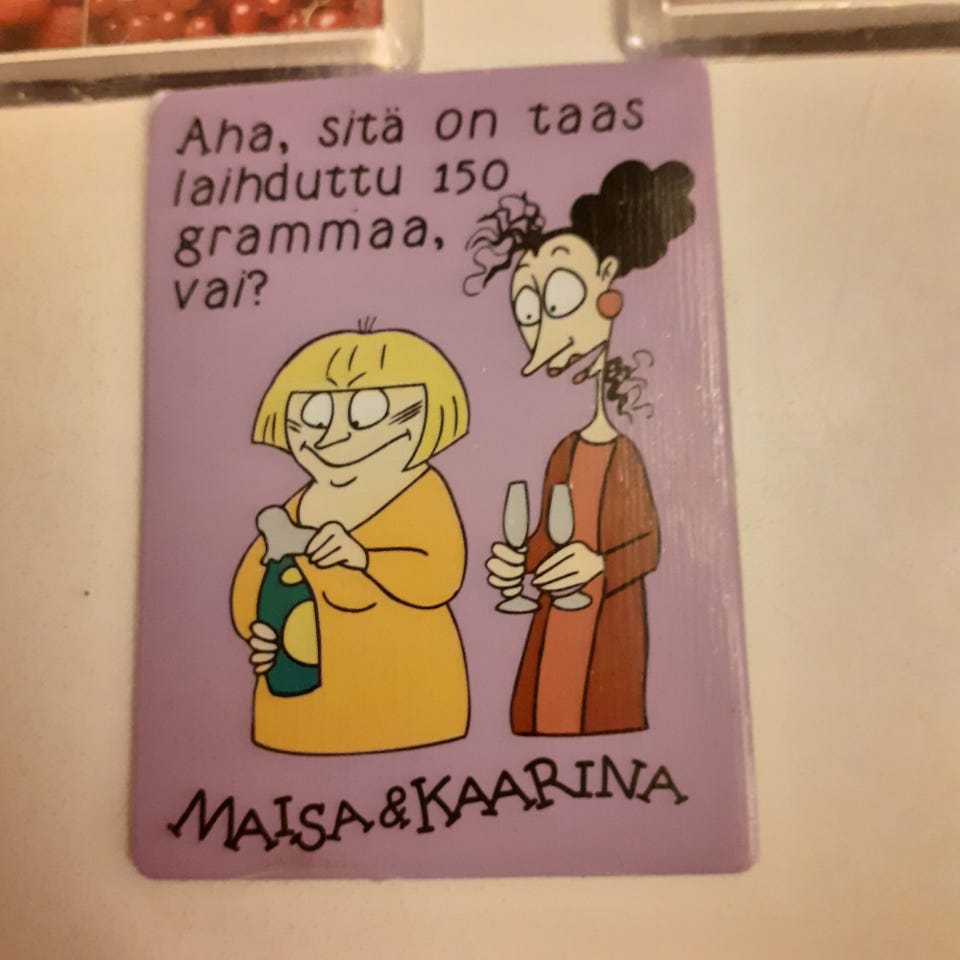 Aha, sitä on taas
laihduttu 150
grammaa,
vai?
MAISA & KAARINA